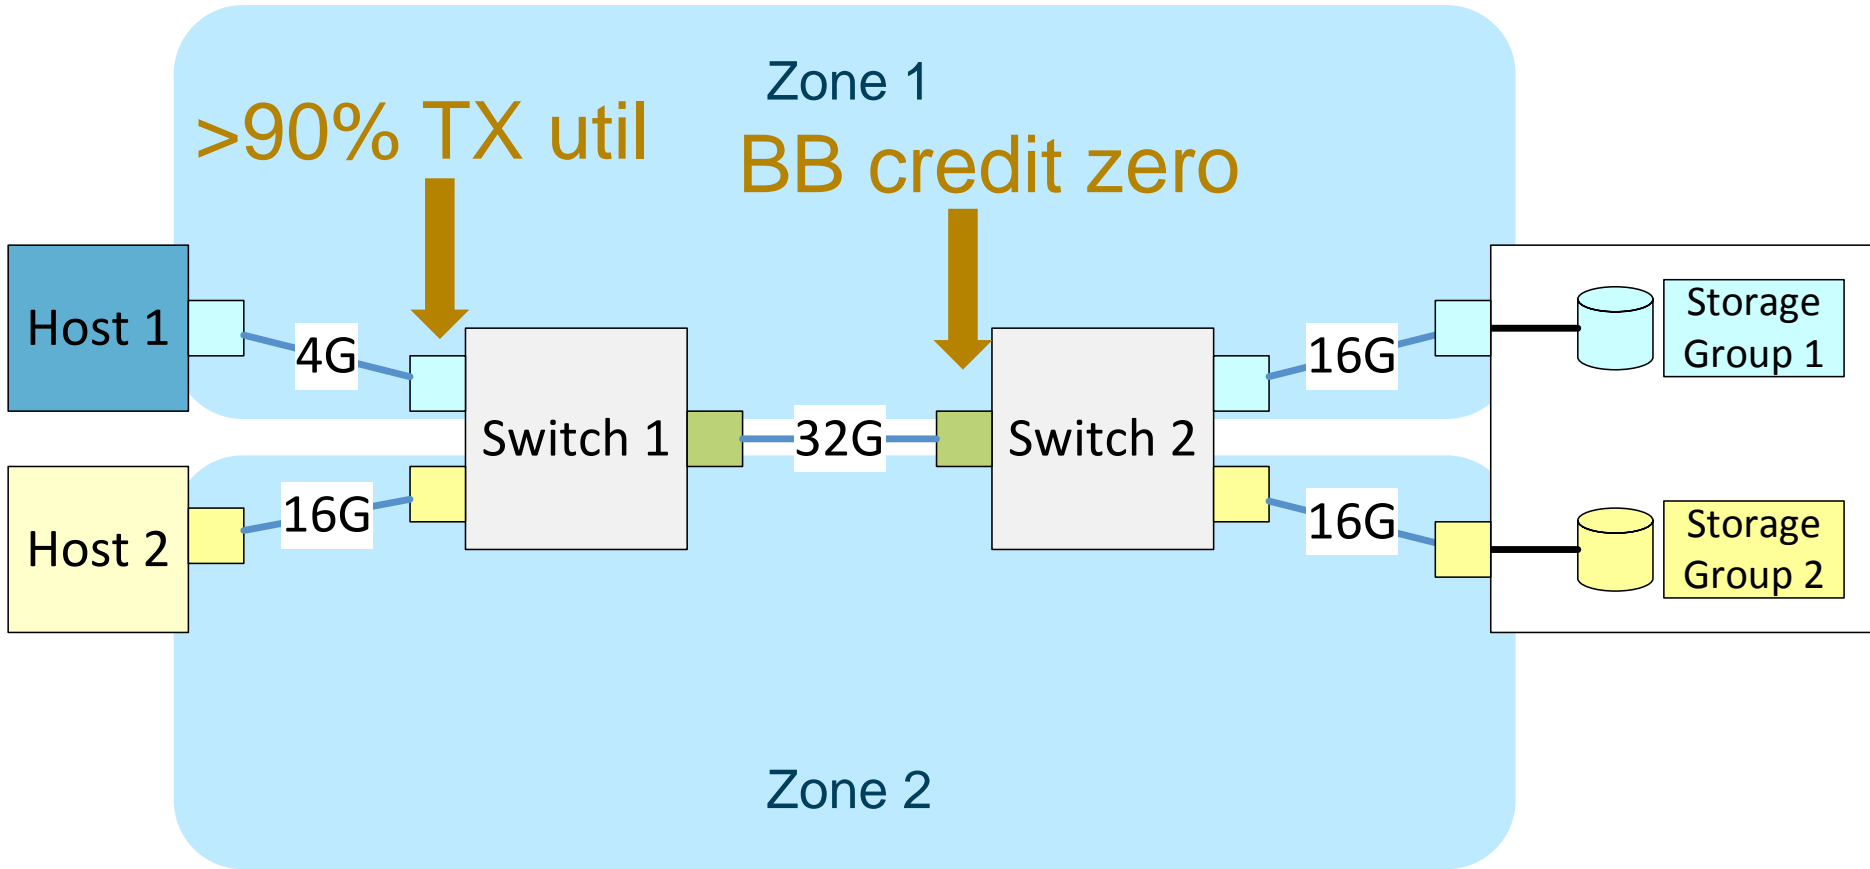 Zone 1
>90% TX util
BB credit zero
Host 1
4G
16G
Storage
Group 1
Switch 1
32G
Switch 2
Host 2
16G
16G
Storage
Group 2
Zone 2